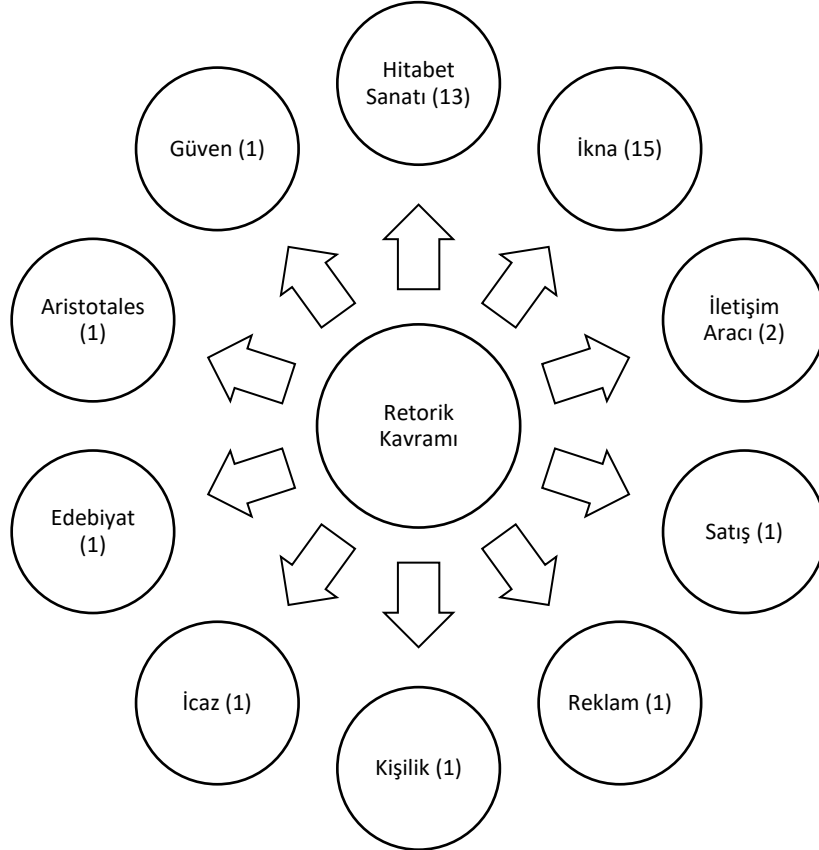 Hitabet
Sanatı (13)
İkna (15)
İletişim
Aracı (2)
Satış (1)
Reklam (1)
Kişilik (1)
İcaz (1)
Edebiyat
(1)
Aristotales
(1)
Güven (1)
Retorik
Kavramı